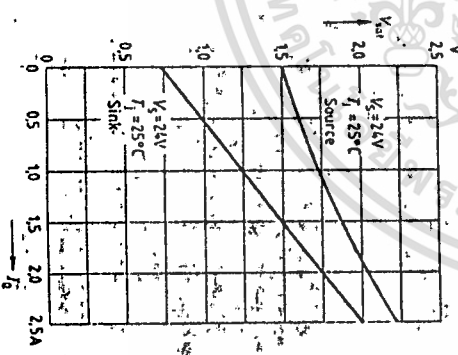 V
2.5
V_sat
2.0
1.5
1.0
0.5
0
V_S = 24V
T_j = 25°C
Source
V_S = 24V
T_j = 25°C
Sink
0 0.5 1.0 1.5 2.0 2.5A
I_Q